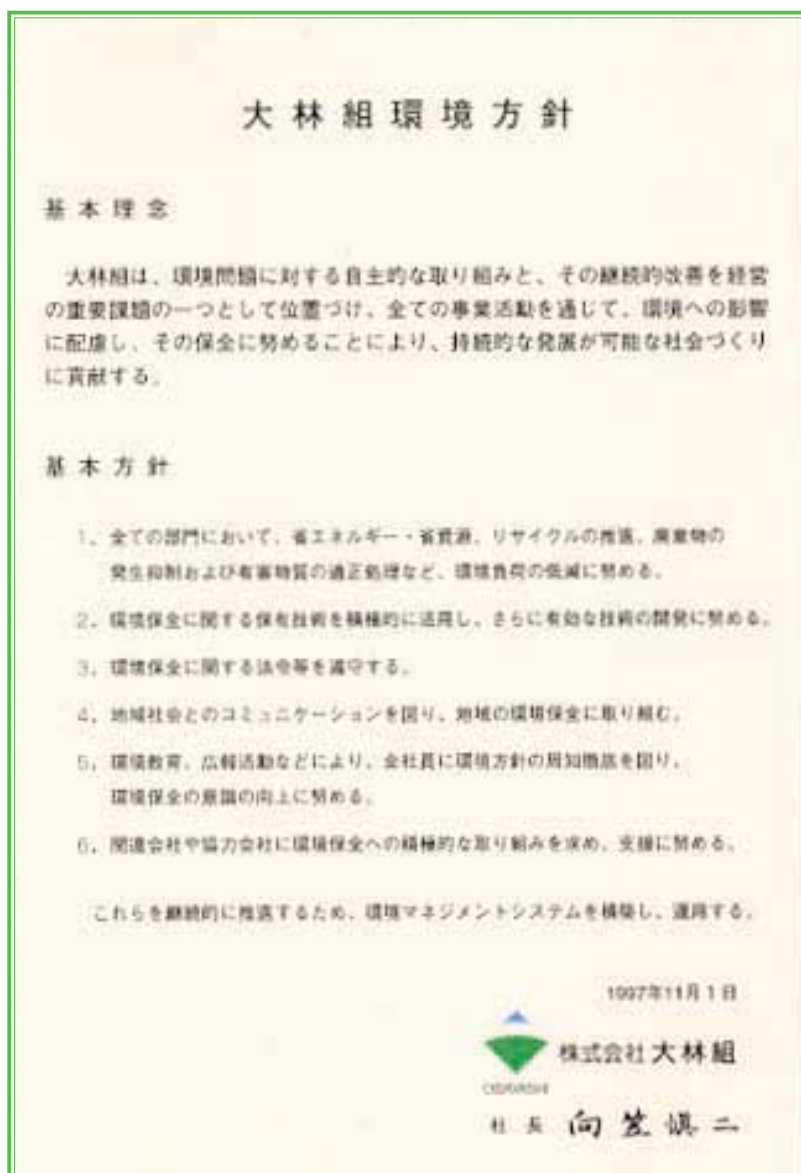 大林組環境方針
基本理念
大林組は、環境問題に対する自主的な取り組みと、その継続的改善を経営
の重要課題の一つとして位置づけ、全ての事業活動を通じて、環境への影響
に配慮し、その保全に努めることにより、持続的な発展が可能な社会づくり
に貢献する。
基本方針
1、全ての部門において、省エネルギー・省資源、リサイクルの推進、廃棄物の
発生抑制および有害物質の適正処理など、環境負荷の低減に努める。
2、環境保全に関する保有技術を積極的に活用し、さらに有効な技術の開発に努める。
3、環境保全に関する法令等を遵守する。
4、地域社会とのコミュニケーションを図り、地域の環境保全に取り組む。
5、環境教育、広報活動などにより、全社員に環境方針の周知徹底を図り、
環境保全の意識の向上に努める。
6、関連会社や協力会社に環境保全への積極的な取り組みを求め、支援に努める。
これらを継続的に推進するため、環境マネジメントシステムを構築し、運用する。
1997年11月1日
株式会社大林組
OBAYASHI
社長 向笠慎二